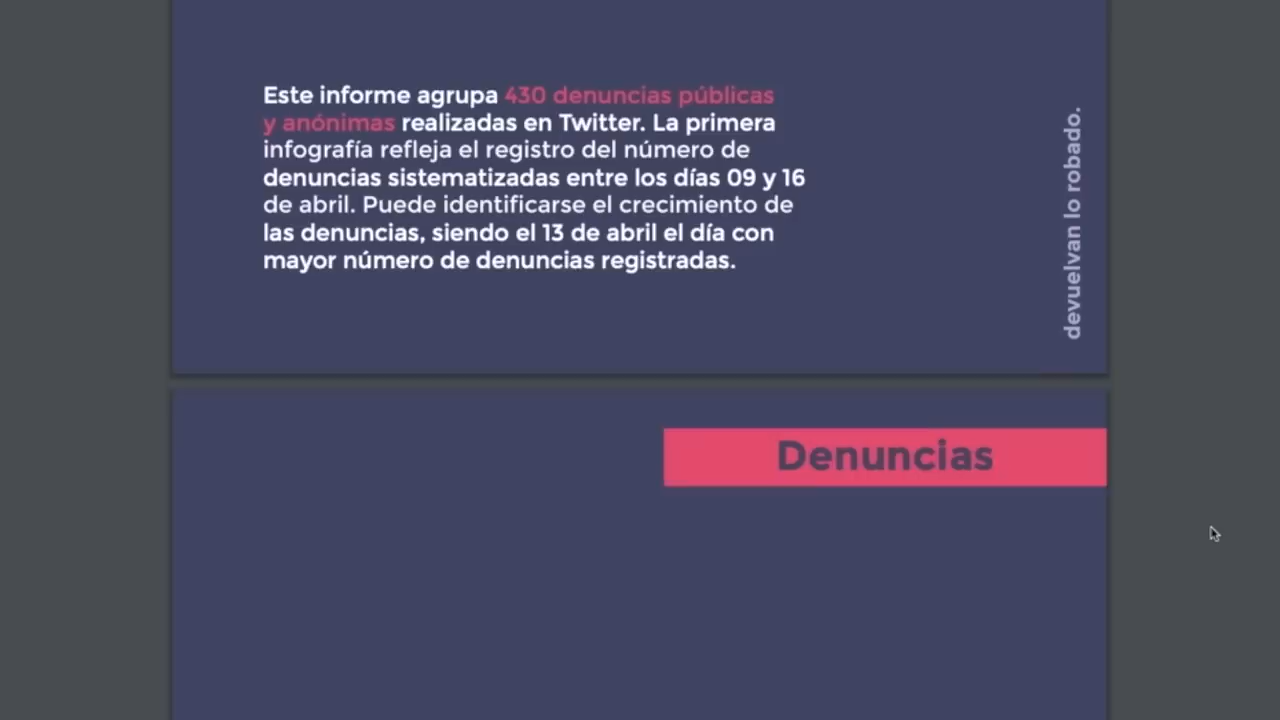 Este informe agrupa 430 denuncias públicas
y anónimas realizadas en Twitter. La primera
infografía refleja el registro del número de
denuncias sistematizadas entre los días 09 y 16
de abril. Puede identificarse el crecimiento de
las denuncias, siendo el 13 de abril el día con
mayor número de denuncias registradas.
devuelvan lo robado.
Denuncias